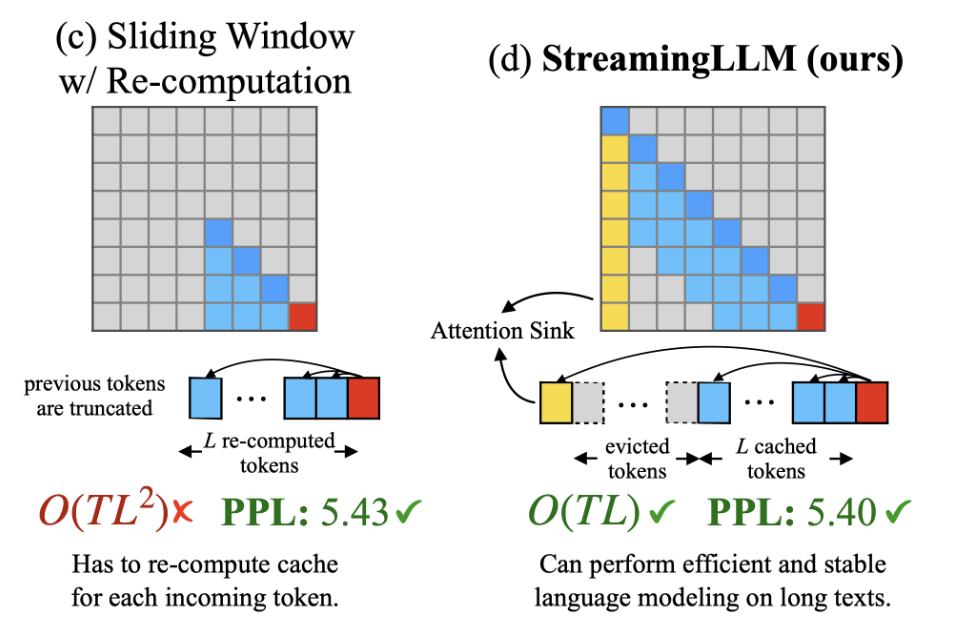 (c) Sliding Window
w/ Re-computation
previous tokens
are truncated
...
L re-computed
tokens
O(TL²)✗ PPL: 5.43✓
Has to re-compute cache
for each incoming token.
(d) StreamingLLM (ours)
Attention Sink
... ...
evicted
tokens
L cached
tokens
O(TL)✓ PPL: 5.40✓
Can perform efficient and stable
language modeling on long texts.